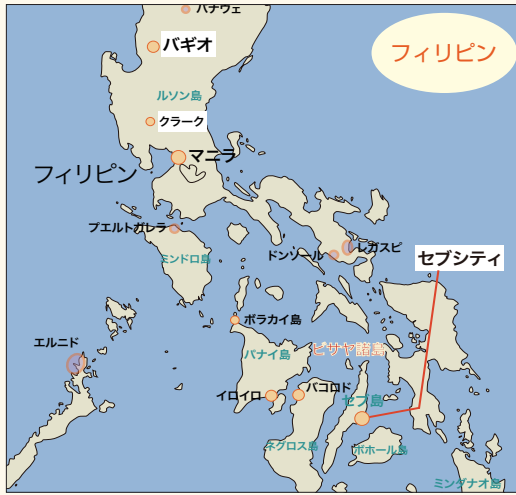 バナウェ
フィリピン
バギオ
ルソン島
クラーク
マニラ
フィリピン
プエルトガレラ
レガスピ
ドンソール
セブシティ
ミンドロ島
ボラカイ島
エルニド
パナイ島
ビサヤ諸島
イロイロ
バコロド
セブ島
ネグロス島
ボホール島
ミンダナオ島